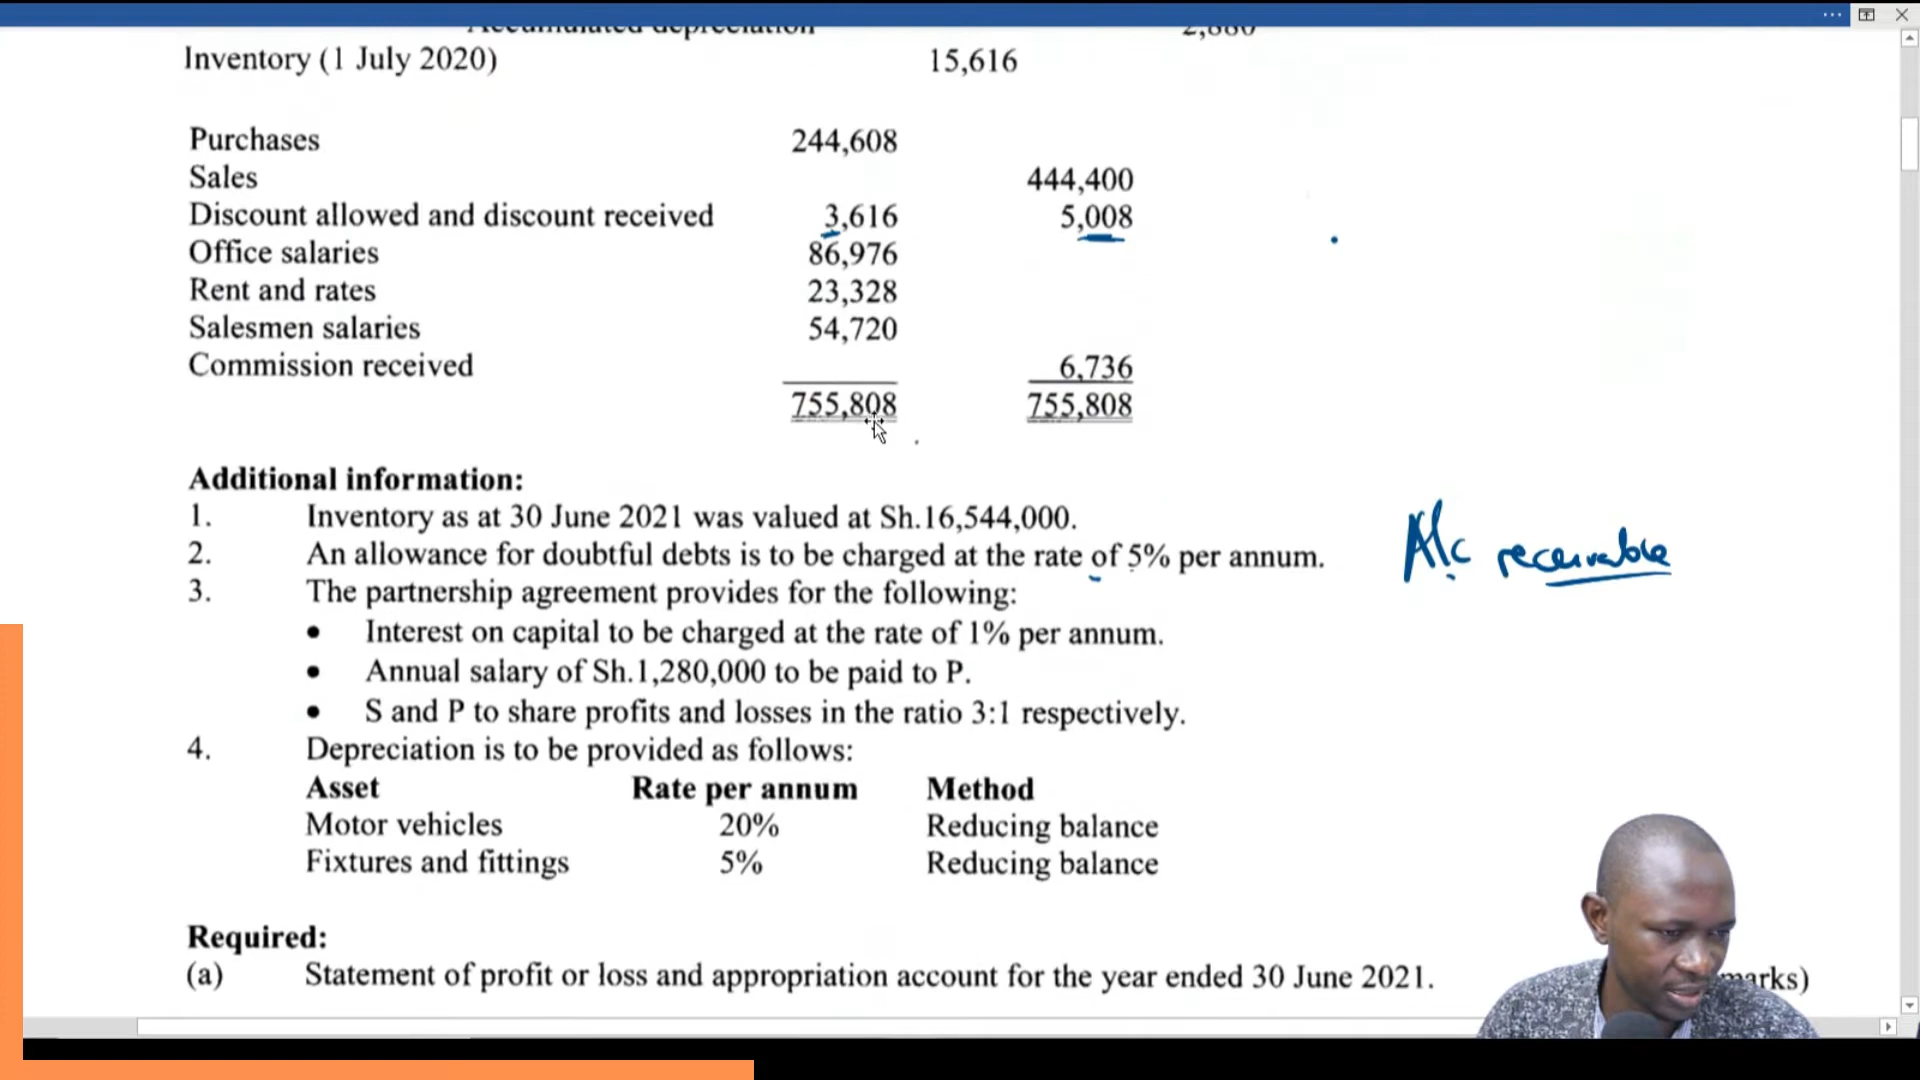 Accumulated depreciation 2,880
Inventory (1 July 2020) 15,616
Purchases 244,608
Sales 444,400
Discount allowed and discount received 3,616 5,008
Office salaries 86,976
Rent and rates 23,328
Salesmen salaries 54,720
Commission received 6,736
755,808 755,808
Additional information:
1. Inventory as at 30 June 2021 was valued at Sh.16,544,000.
2. An allowance for doubtful debts is to be charged at the rate of 5% per annum. A/c receivable
3. The partnership agreement provides for the following:
• Interest on capital to be charged at the rate of 1% per annum.
• Annual salary of Sh.1,280,000 to be paid to P.
• S and P to share profits and losses in the ratio 3:1 respectively.
4. Depreciation is to be provided as follows:
Asset Rate per annum Method
Motor vehicles 20% Reducing balance
Fixtures and fittings 5% Reducing balance
Required:
(a) Statement of profit or loss and appropriation account for the year ended 30 June 2021. marks)